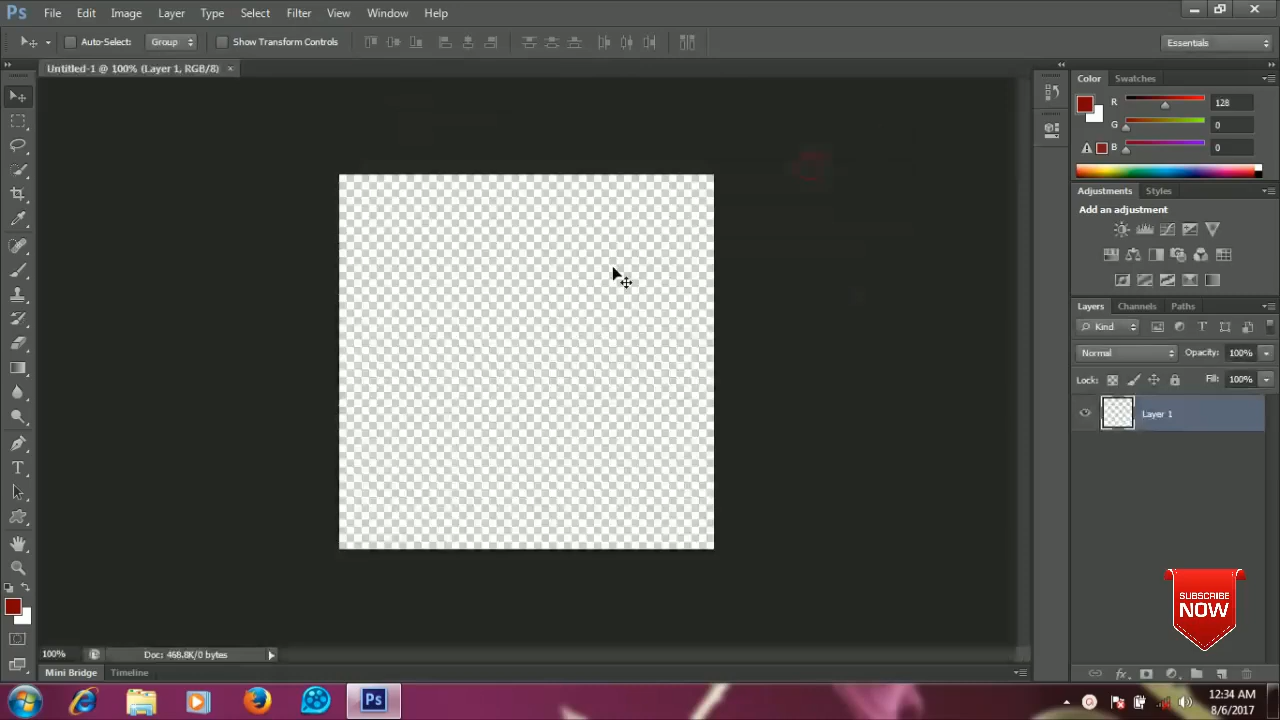 Ps File Edit Image Layer Type Select Filter View Window Help
Auto-Select: Group Show Transform Controls Essentials
Untitled-1 @ 100% (Layer 1, RGB/8) ×
Color Swatches
R 128
G 0
B 0
Adjustments Styles
Add an adjustment
Layers Channels Paths
Kind
Normal Opacity: 100%
Lock: Fill: 100%
Layer 1
SUBSCRIBE
NOW
100% Doc: 468.8K/0 bytes
Mini Bridge Timeline
Ps
12:34 AM
8/6/2017